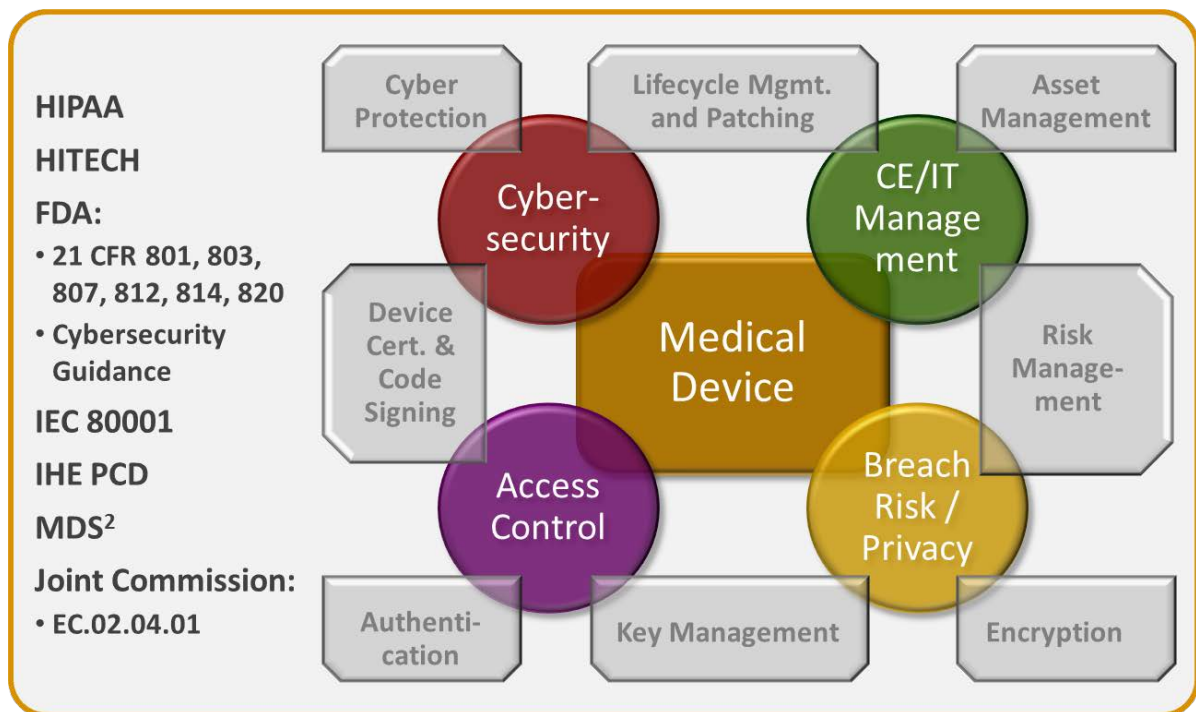 HIPAA
HITECH
FDA:
• 21 CFR 801, 803,
807, 812, 814, 820
• Cybersecurity
Guidance
IEC 80001
IHE PCD
MDS²
Joint Commission:
• EC.02.04.01
Cyber
Protection
Lifecycle Mgmt.
and Patching
Asset
Management
Cyber-
security
CE/IT
Manage
ment
Device
Cert. &
Code
Signing
Medical
Device
Risk
Manage-
ment
Access
Control
Breach
Risk /
Privacy
Authenti-
cation
Key Management
Encryption